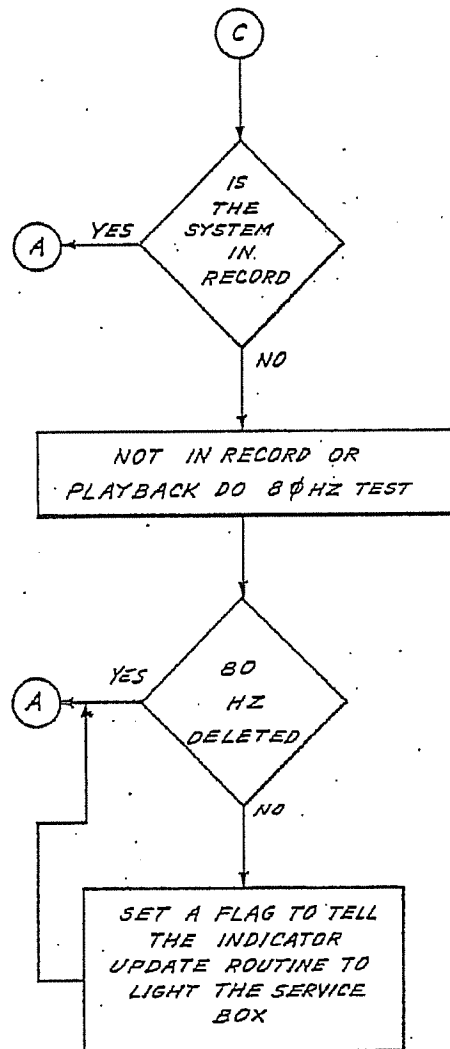 C
IS
THE
SYSTEM
IN.
RECORD
YES
A
NO
NOT IN RECORD OR
PLAYBACK DO 8φHZ TEST
80
HZ
DELETED
YES
A
NO
SET A FLAG TO TELL
THE INDICATOR
UPDATE ROUTINE TO
LIGHT THE SERVICE
BOX